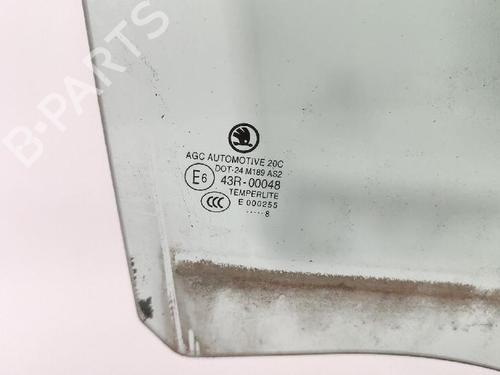 B-PARTS
AGC AUTOMOTIVE 20C
DOT-24 M189 AS2
E6 43R-00048
TEMPERLITE
CCC E 000255
·····8